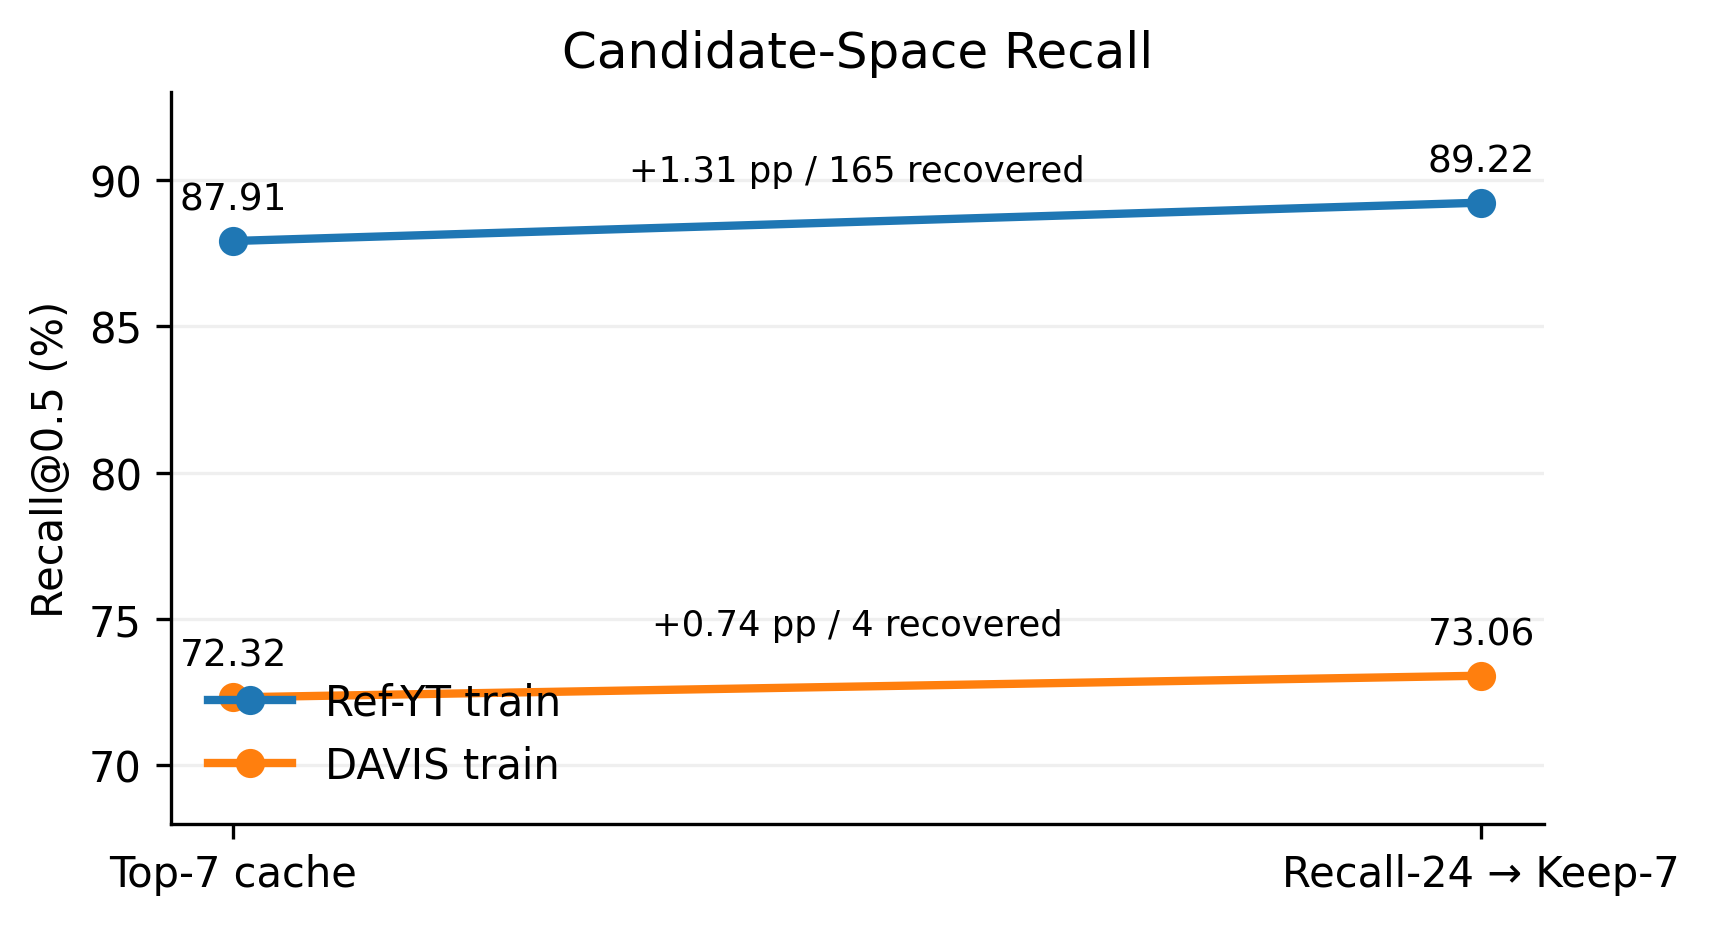 Candidate-Space Recall
Recall@0.5 (%)
90
85
80
75
70
87.91
+1.31 pp / 165 recovered
89.22
72.32
+0.74 pp / 4 recovered
73.06
Ref-YT train
DAVIS train
Top-7 cache
Recall-24 → Keep-7